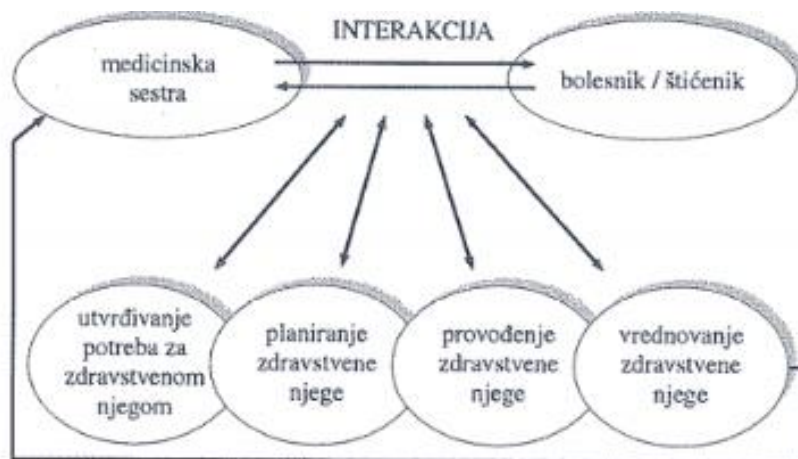 INTERAKCIJA
medicinska
sestra
bolesnik / štićenik
utvrđivanje
potreba za
zdravstvenom
njegom
planiranje
zdravstvene
njege
provođenje
zdravstvene
njege
vrednovanje
zdravstvene
njege